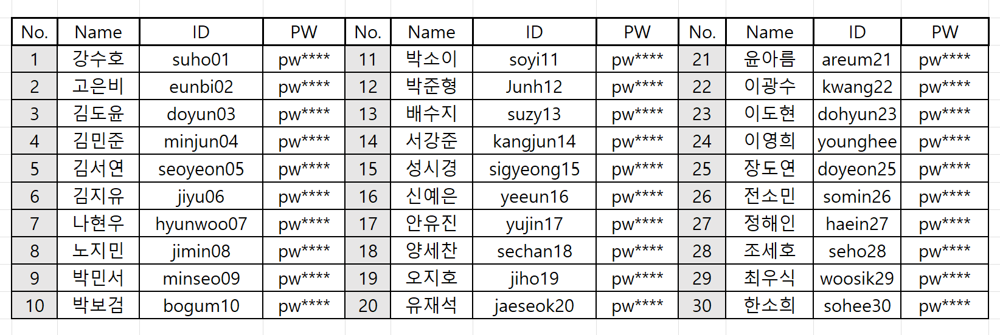 No. Name ID PW No. Name ID PW No. Name ID PW
1 강수호 suho01 pw**** 11 박소이 soyi11 pw**** 21 윤아름 areum21 pw****
2 고은비 eunbi02 pw**** 12 박준형 Junh12 pw**** 22 이광수 kwang22 pw****
3 김도윤 doyun03 pw**** 13 배수지 suzy13 pw**** 23 이도현 dohyun23 pw****
4 김민준 minjun04 pw**** 14 서강준 kangjun14 pw**** 24 이영희 younghee pw****
5 김서연 seoyeon05 pw**** 15 성시경 sigyeong15 pw**** 25 장도연 doyeon25 pw****
6 김지유 jiyu06 pw**** 16 신예은 yeeun16 pw**** 26 전소민 somin26 pw****
7 나현우 hyunwoo07 pw**** 17 안유진 yujin17 pw**** 27 정해인 haein27 pw****
8 노지민 jimin08 pw**** 18 양세찬 sechan18 pw**** 28 조세호 seho28 pw****
9 박민서 minseo09 pw**** 19 오지호 jiho19 pw**** 29 최우식 woosik29 pw****
10 박보검 bogum10 pw**** 20 유재석 jaeseok20 pw**** 30 한소희 sohee30 pw****